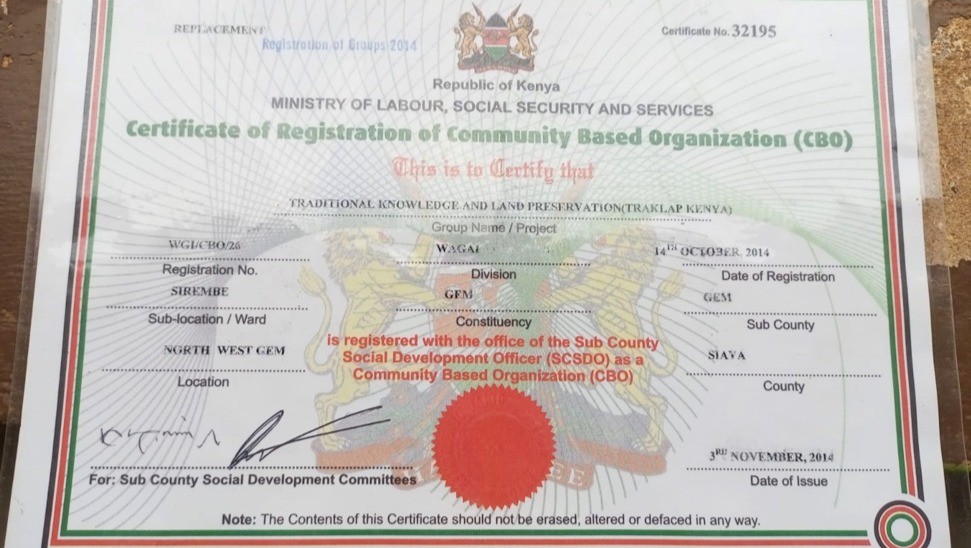 REPLACEMENT
Registration of Groups 2014
Certificate No. 32195
Republic of Kenya
MINISTRY OF LABOUR, SOCIAL SECURITY AND SERVICES
Certificate of Registration of Community Based Organization (CBO)
This is to Certify that
TRADITIONAL KNOWLEDGE AND LAND PRESERVATION(TRAKLAP KENYA)
Group Name / Project
WGI/CBO/26
Registration No.
WAGAI
Division
14TH OCTOBER, 2014
Date of Registration
SIREMBE
Sub-location / Ward
GEM
Constituency
GEM
Sub County
NORTH WEST GEM
Location
is registered with the office of the Sub County
Social Development Officer (SCSDO) as a
Community Based Organization (CBO)
SIAYA
County
For; Sub County Social Development Committees
3RD NOVEMBER, 2014
Date of Issue
Note: The Contents of this Certificate should not be erased, altered or defaced in any way.